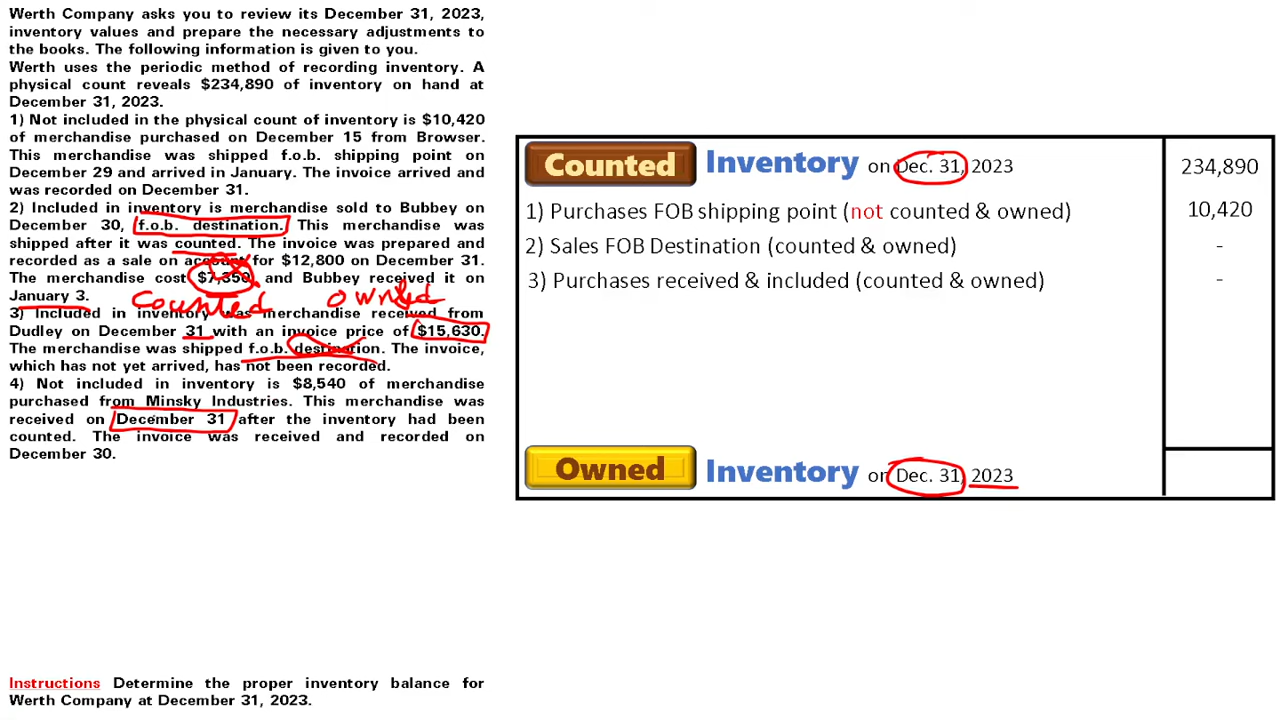 Werth Company asks you to review its December 31, 2023,
inventory values and prepare the necessary adjustments to
the books. The following information is given to you.
Werth uses the periodic method of recording inventory. A
physical count reveals $234,890 of inventory on hand at
December 31, 2023.
1) Not included in the physical count of inventory is $10,420
of merchandise purchased on December 15 from Browser.
This merchandise was shipped f.o.b. shipping point on
December 29 and arrived in January. The invoice arrived and
was recorded on December 31.
2) Included in inventory is merchandise sold to Bubbey on
December 30, f.o.b. destination. This merchandise was
shipped after it was counted. The invoice was prepared and
recorded as a sale on account for $12,800 on December 31.
The merchandise cost $7,350, and Bubbey received it on
January 3.
Counted owned
3) Included in inventory was merchandise received from
Dudley on December 31 with an invoice price of $15,630.
The merchandise was shipped f.o.b. destination. The invoice,
which has not yet arrived, has not been recorded.
4) Not included in inventory is $8,540 of merchandise
purchased from Minsky Industries. This merchandise was
received on December 31 after the inventory had been
counted. The invoice was received and recorded on
December 30.
Instructions Determine the proper inventory balance for
Werth Company at December 31, 2023.
Counted Inventory on Dec. 31, 2023 234,890
1) Purchases FOB shipping point (not counted & owned) 10,420
2) Sales FOB Destination (counted & owned) -
3) Purchases received & included (counted & owned) -
Owned Inventory on Dec. 31, 2023